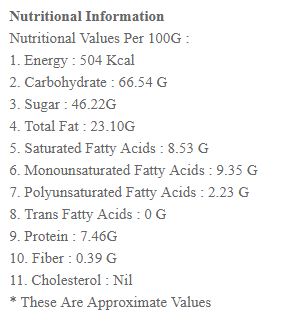 Nutritional Information
Nutritional Values Per 100G :
1. Energy : 504 Kcal
2. Carbohydrate : 66.54 G
3. Sugar : 46.22G
4. Total Fat : 23.10G
5. Saturated Fatty Acids : 8.53 G
6. Monounsaturated Fatty Acids : 9.35 G
7. Polyunsaturated Fatty Acids : 2.23 G
8. Trans Fatty Acids : 0 G
9. Protein : 7.46G
10. Fiber : 0.39 G
11. Cholesterol : Nil
* These Are Approximate Values